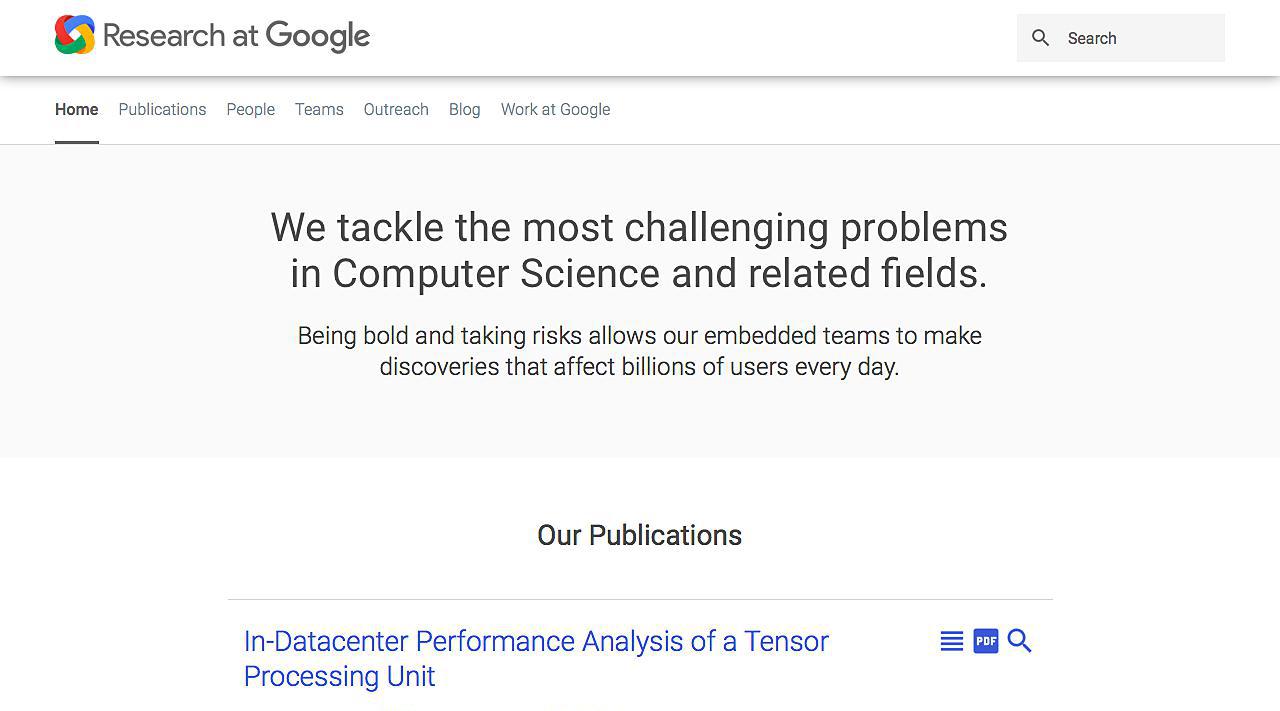 Research at Google
Search
Home Publications People Teams Outreach Blog Work at Google
We tackle the most challenging problems
in Computer Science and related fields.
Being bold and taking risks allows our embedded teams to make
discoveries that affect billions of users every day.
Our Publications
In-Datacenter Performance Analysis of a Tensor
Processing Unit
PDF